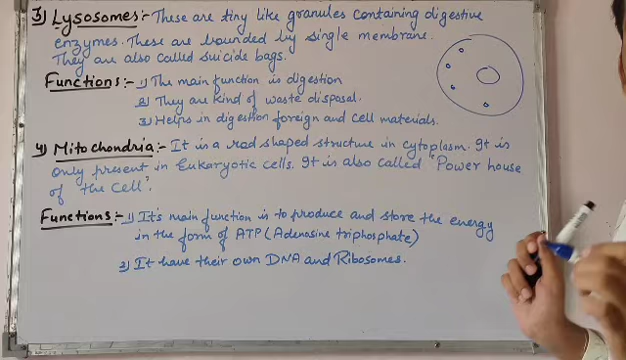 3) Lysosomes:- These are tiny like granules containing digestive
enzymes. These are bounded by single membrane.
They are also called suicide bags.
Functions:- 1) The main function is digestion
2) They are kind of waste disposal.
3) Helps in digestion foreign and cell materials.
4) Mitochondria:- It is a rod shaped structure in cytoplasm. It is
only present in Eukaryotic cells. It is also called "Power house
of the cell".
Functions:- 1) It's main function is to produce and store the energy
in the form of ATP (Adenosine triphosphate)
2) It have their own DNA and Ribosomes.